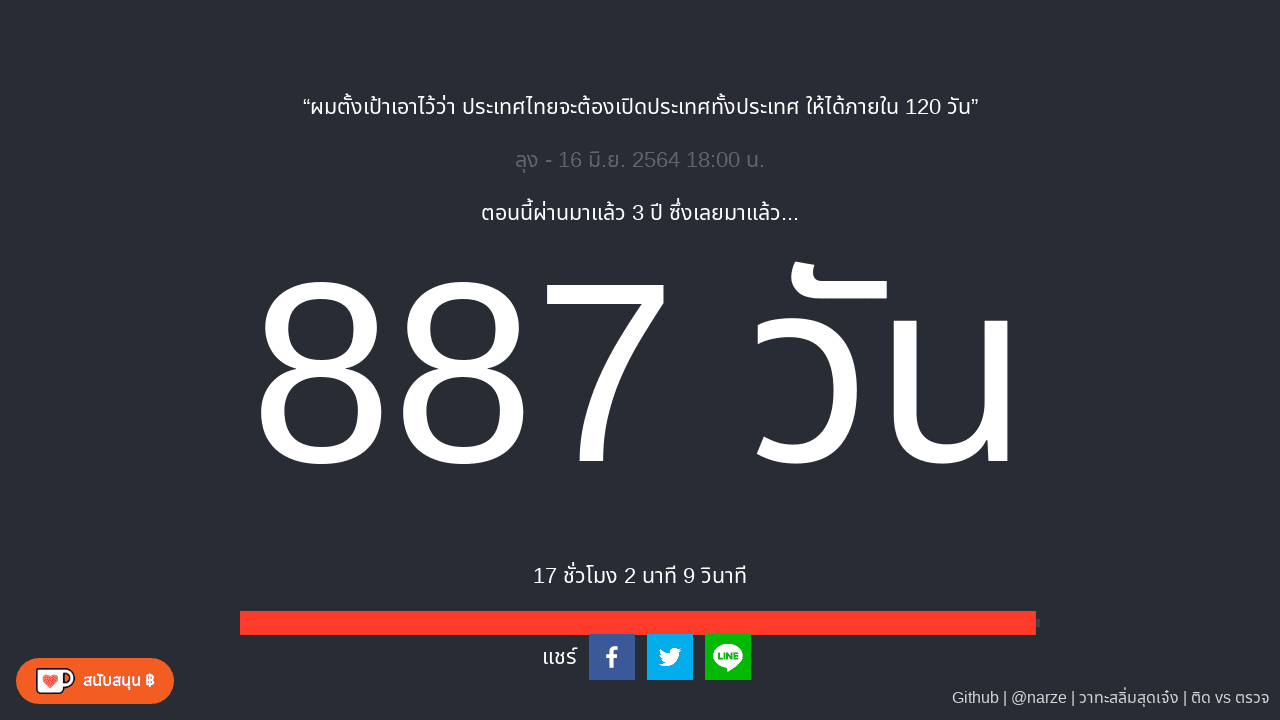 “ผมตั้งเป้าเอาไว้ว่า ประเทศไทยจะต้องเปิดประเทศทั้งประเทศ ให้ได้ภายใน 120 วัน”
ลุง - 16 มิ.ย. 2564 18:00 น.
ตอนนี้ผ่านมาแล้ว 3 ปี ซึ่งเลยมาแล้ว...
887 วัน
17 ชั่วโมง 2 นาที 9 วินาที
แชร์
LINE
สนับสนุน ฿
Github | @narze | วาทะสลิ่มสุดเจ๋ง | ติด vs ตรวจ